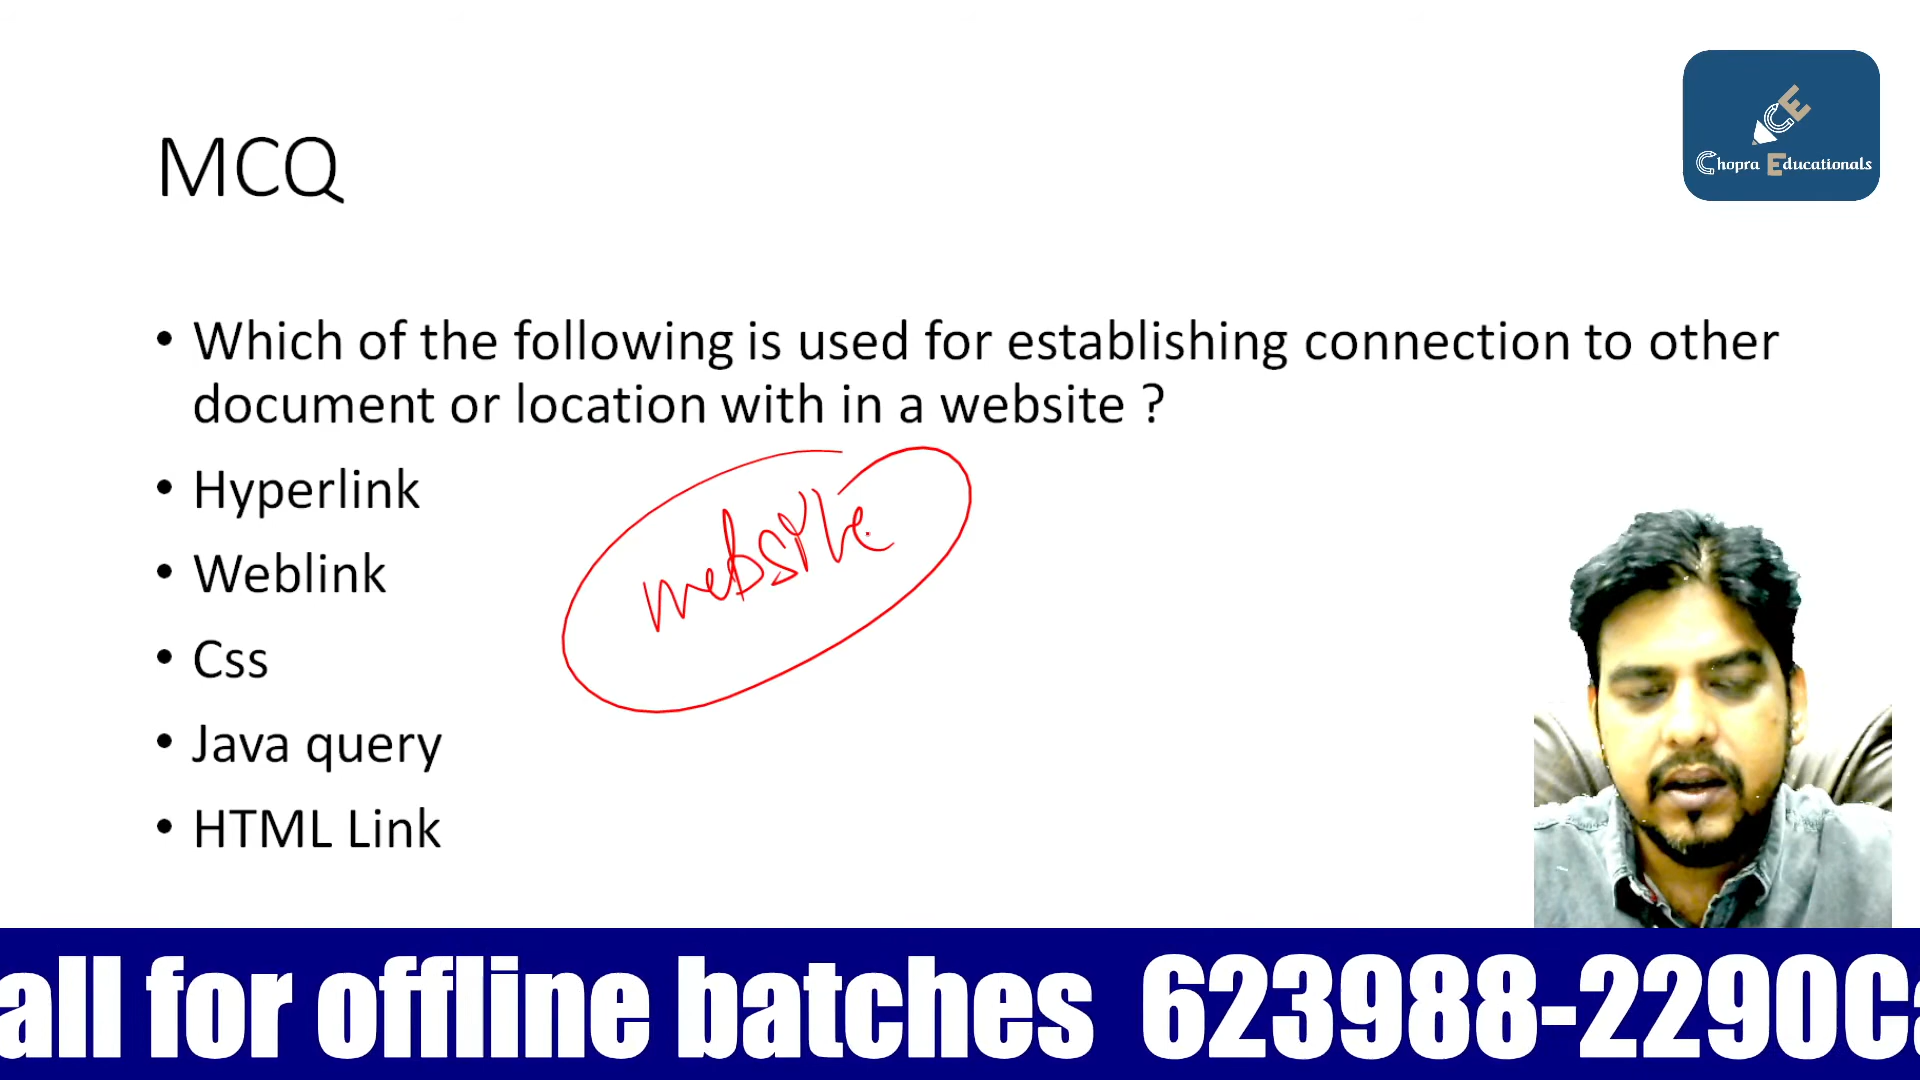 Chopra Educationals
MCQ
• Which of the following is used for establishing connection to other
document or location with in a website ?
• Hyperlink
website
• Weblink
• Css
• Java query
• HTML Link
all for offline batches 623988-2290Ca